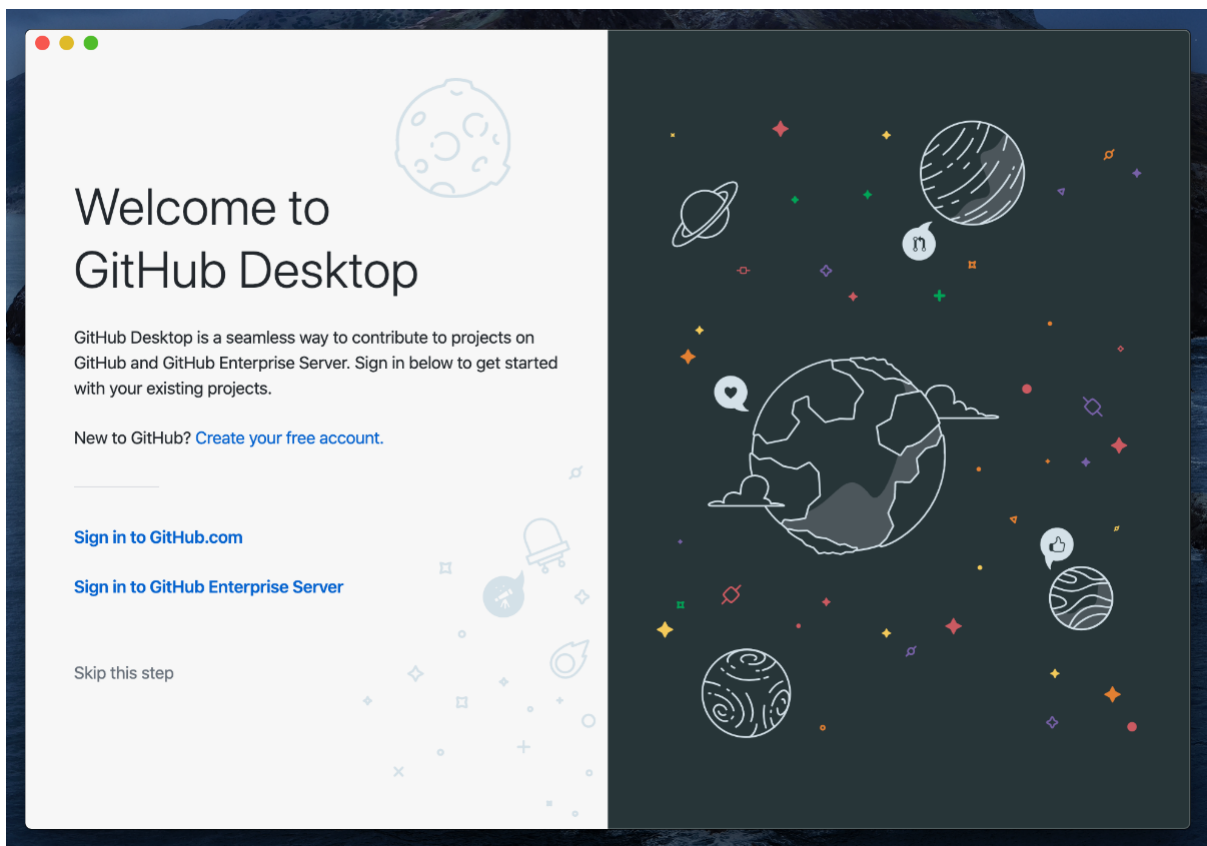 Welcome to
GitHub Desktop
GitHub Desktop is a seamless way to contribute to projects on
GitHub and GitHub Enterprise Server. Sign in below to get started
with your existing projects.
New to GitHub? Create your free account.
Sign in to GitHub.com
Sign in to GitHub Enterprise Server
Skip this step